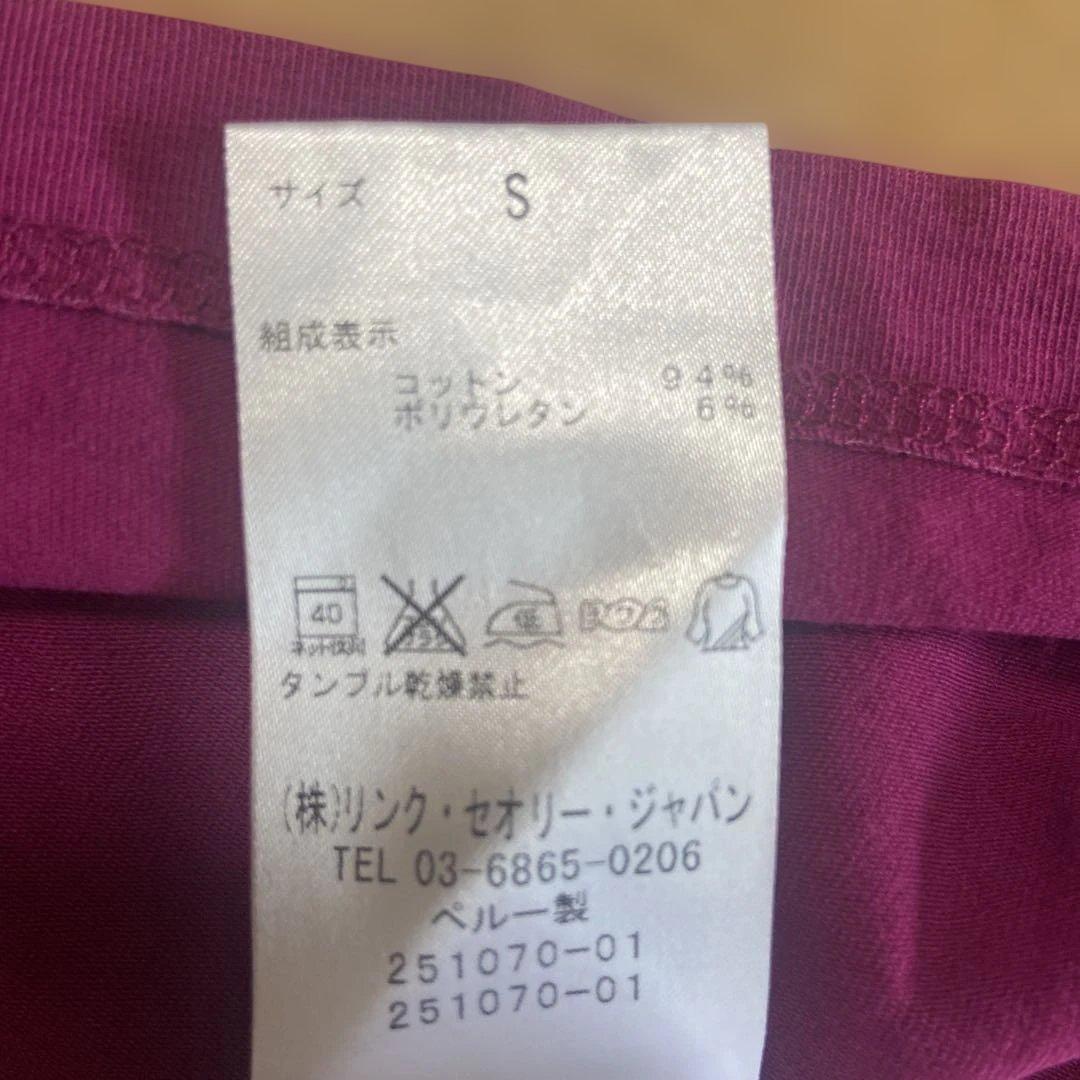 サイズ S
組成表示
コットン 94%
ポリウレタン 6%
40 低
ネット使用
タンブル乾燥禁止
(株)リンク・セオリー・ジャパン
TEL 03-6865-0206
ペルー製
251070-01
251070-01